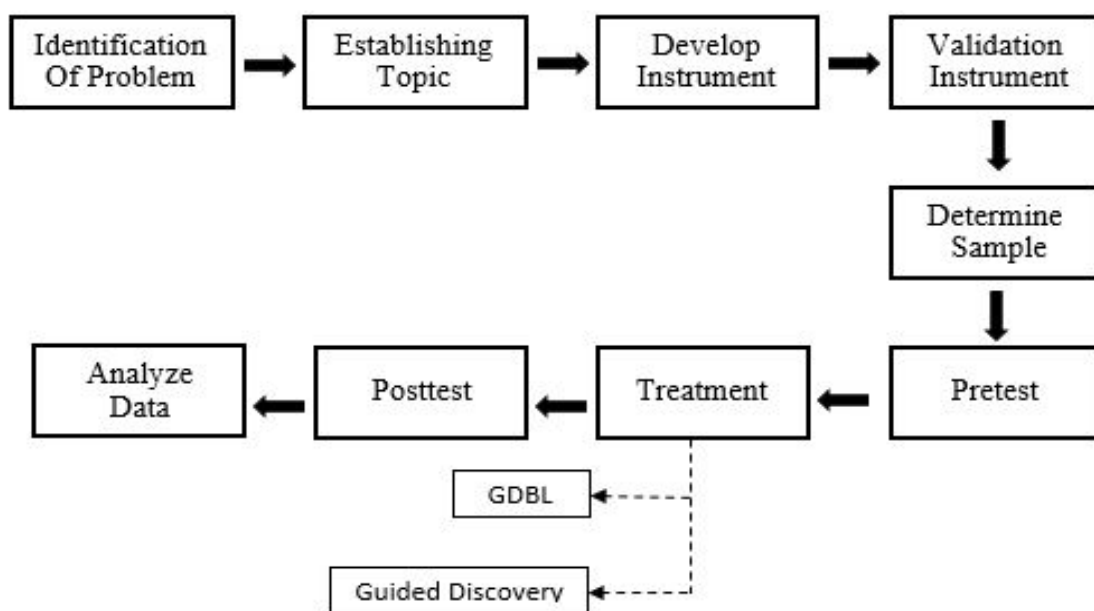 Identification
Of Problem
Establishing
Topic
Develop
Instrument
Validation
Instrument
Determine
Sample
Analyze
Data
Posttest
Treatment
Pretest
GDBL
Guided Discovery